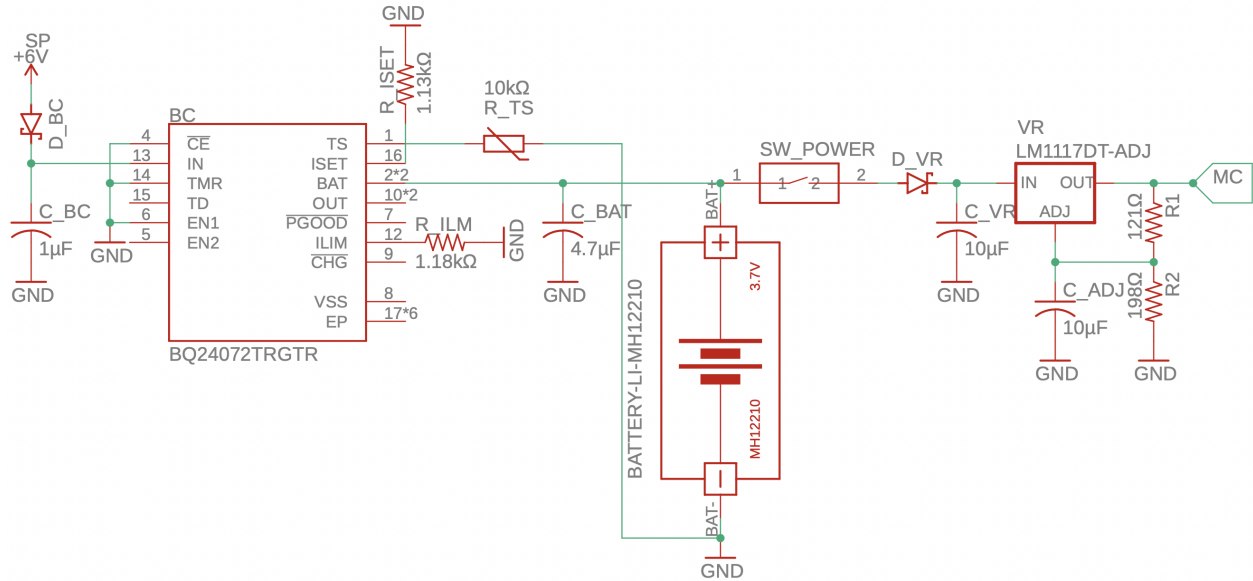 SP
+6V
D_BC
C_BC
1µF
GND
BC
4
13
14
15
6
5
GND
CE
IN
TMR
TD
EN1
EN2
TS
ISET
BAT
OUT
PGOOD
ILIM
CHG
VSS
EP
1
16
2*2
10*2
7
12
9
8
17*6
BQ24072TRGTR
GND
R_ISET
1.13kΩ
10kΩ
R_TS
R_ILM
1.18kΩ
GND
C_BAT
4.7µF
GND
BATTERY-LI-MH12210
BAT+
3.7V
MH12210
BAT-
GND
SW_POWER
1
1
2
2
D_VR
C_VR
10µF
GND
VR
LM1117DT-ADJ
IN
OUT
ADJ
MC
121Ω
R1
198Ω
R2
C_ADJ
10µF
GND
GND